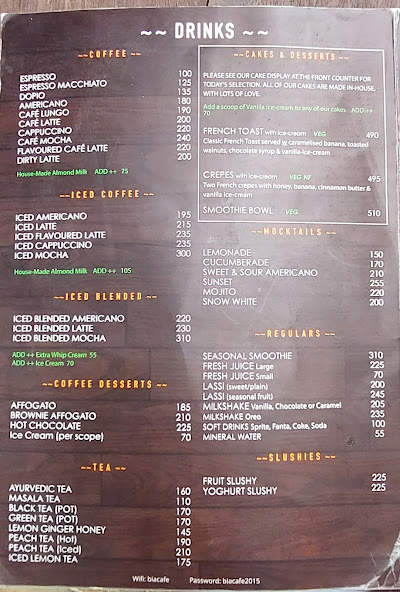 ~~ DRINKS ~~
~~COFFEE~~
ESPRESSO 100
ESPRESSO MACCHIATO 125
DOPIO 135
AMERICANO 180
CAFÉ LUNGO 190
CAFÉ LATTE 200
CAPPUCCINO 220
CAFÉ MOCHA 240
FLAVOURED CAFÉ LATTE 220
DIRTY LATTE 200
House-Made Almond Milk ADD ++ 75
~~ICED COFFEE~~
ICED AMERICANO 195
ICED LATTE 215
ICED FLAVOURED LATTE 235
ICED CAPPUCCINO 235
ICED MOCHA 300
House-Made Almond Milk ADD ++ 105
~~ICED BLENDED~~
ICED BLENDED AMERICANO 220
ICED BLENDED LATTE 230
ICED BLENDED MOCHA 310
ADD ++ Extra Whip Cream 55
ADD ++ Ice Cream 70
~~COFFEE DESSERTS~~
AFFOGATO 185
BROWNIE AFFOGATO 210
HOT CHOCOLATE 225
Ice Cream (per scope) 70
~~TEA~~
AYURVEDIC TEA 160
MASALA TEA 110
BLACK TEA (POT) 170
GREEN TEA (POT) 170
LEMON GINGER HONEY 145
PEACH TEA (Hot) 190
PEACH TEA (Iced) 210
ICED LEMON TEA 175
~~CAKES & DESSERTS~~
PLEASE SEE OUR CAKE DISPLAY AT THE FRONT COUNTER FOR
TODAY'S SELECTION. ALL OF OUR CAKES ARE MADE IN-HOUSE,
WITH LOTS OF LOVE.
Add a scoop of Vanilla Ice-cream to any of our cakes ADD ++
70
FRENCH TOAST with ice-cream VEG 490
Classic French Toast served w caramelised banana, toasted
walnuts, chocolate syrup & vanilla-ice-cream
CREPES with ice-cream VEG NF 495
Two French crepes with honey, banana, cinnamon butter &
vanilla ice-cream
SMOOTHIE BOWL VEG 510
~~MOCKTAILS~~
LEMONADE 150
CUCUMBERADE 170
SWEET & SOUR AMERICANO 210
SUNSET 255
MOJITO 220
SNOW WHITE 200
~~REGULARS~~
SEASONAL SMOOTHIE 310
FRESH JUICE Large 225
FRESH JUICE Small 70
LASSI (sweet/plain) 200
LASSI (seasonal fruit) 245
MILKSHAKE Vanilla, Chocolate or Caramel 205
MILKSHAKE Oreo 235
SOFT DRINKS Sprite, Fanta, Coke, Soda 100
MINERAL WATER 55
~~SLUSHIES~~
FRUIT SLUSHY 225
YOGHURT SLUSHY 225
Wifi: biacafe Password: biacafe2015